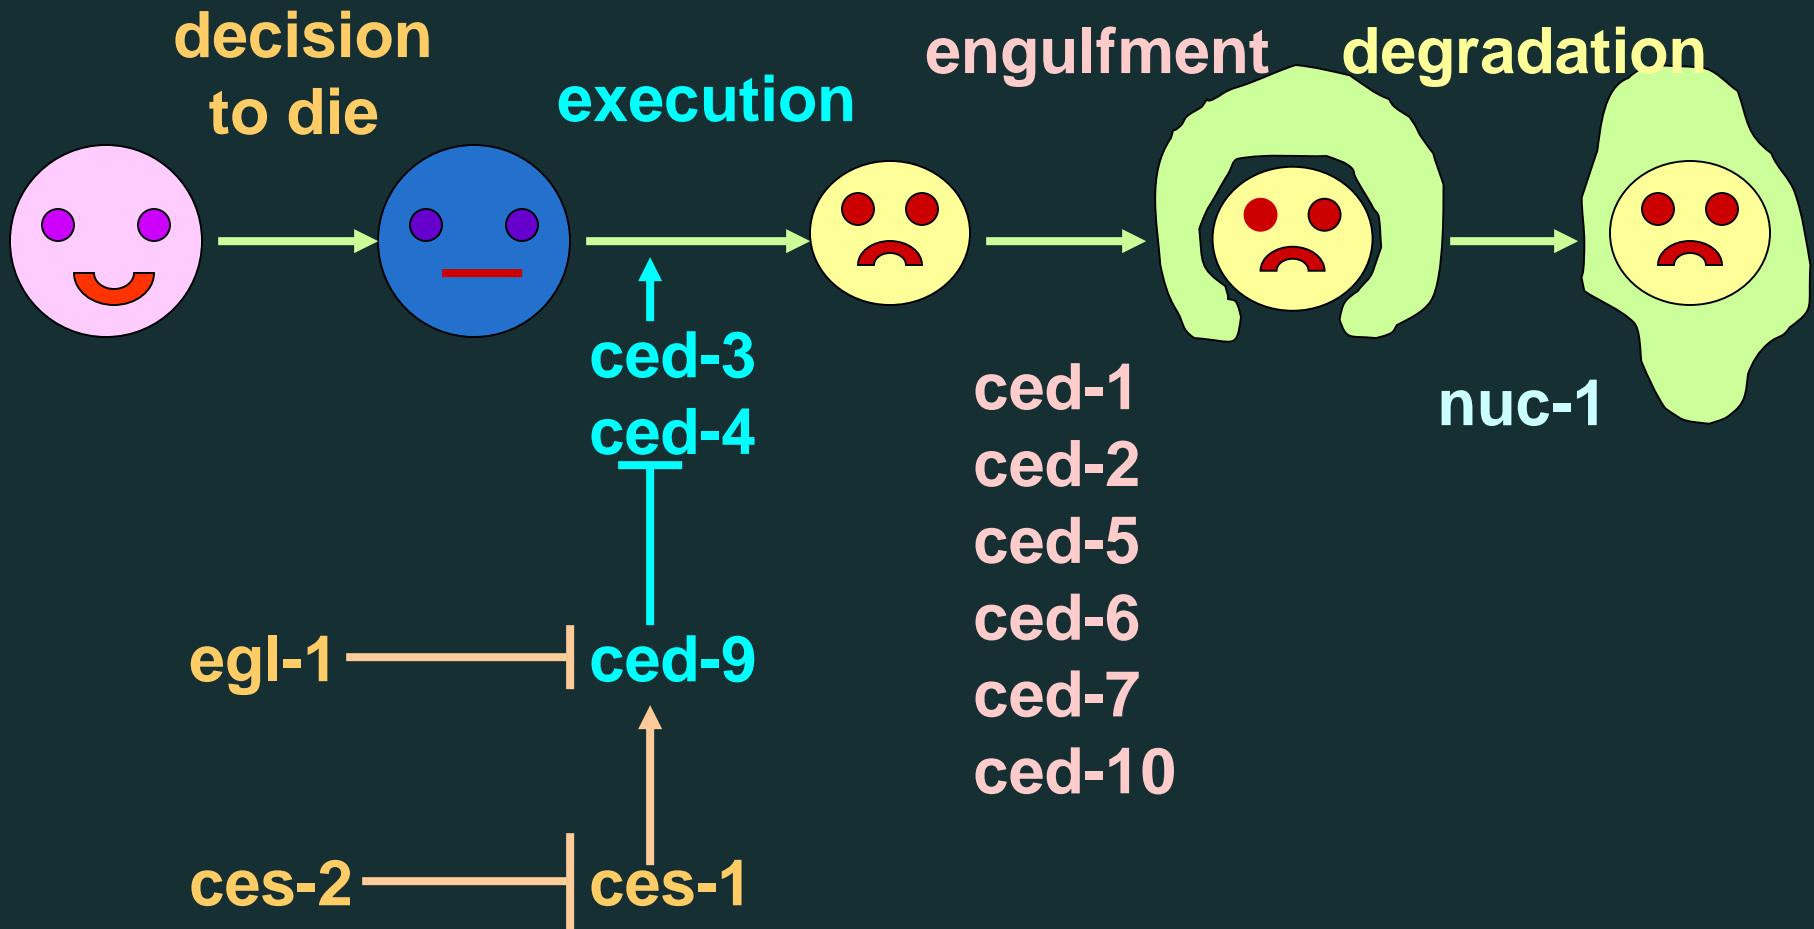 decision
to die
execution
engulfment
degradation
ced-3
ced-4
egl-1
ced-9
ces-2
ces-1
ced-1
ced-2
ced-5
ced-6
ced-7
ced-10
nuc-1